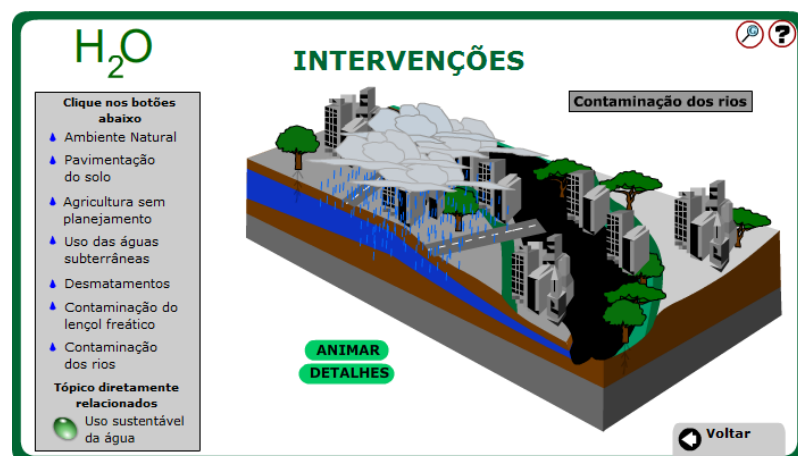 H2O
INTERVENÇÕES
?
Clique nos botões
abaixo
Ambiente Natural
Pavimentação
do solo
Agricultura sem
planejamento
Uso das águas
subterrâneas
Desmatamentos
Contaminação do
lençol freático
Contaminação
dos rios
Tópico diretamente
relacionados
Uso sustentável
da água
Contaminação dos rios
ANIMAR
DETALHES
Voltar